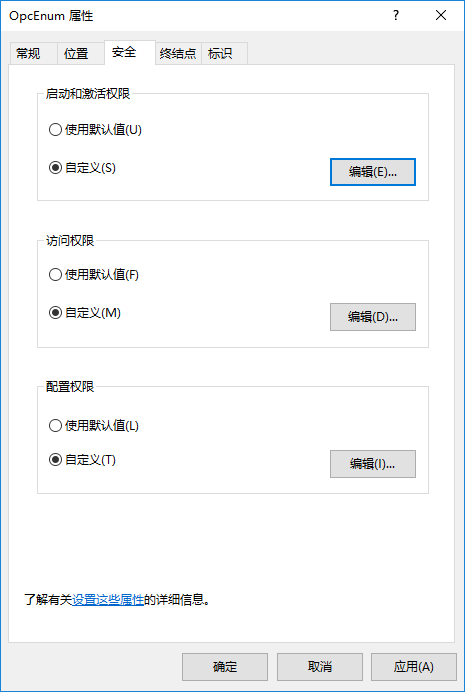 OpcEnum 属性
?
常规 位置 安全 终结点 标识
启动和激活权限
使用默认值(U)
自定义(S)
编辑(E)...
访问权限
使用默认值(F)
自定义(M)
编辑(D)...
配置权限
使用默认值(L)
自定义(T)
编辑(I)...
了解有关设置这些属性的详细信息。
确定 取消 应用(A)